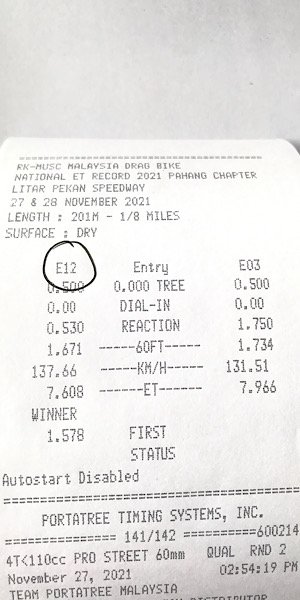 ================================================
RK-MUSC MALAYSIA DRAG BIKE
NATIONAL ET RECORD 2021 PAHANG CHAPTER
LITAR PEKAN SPEEDWAY
27 & 28 NOVEMBER 2021
LENGTH : 201M - 1/8 MILES
SURFACE : DRY
E12 Entry E03
0.500 0.000 TREE 0.500
0.00 DIAL-IN 0.00
0.530 REACTION 1.750
1.671 -----60FT----- 1.734
137.66 -----KM/H----- 131.51
7.608 ------ET------ 7.966
WINNER
1.578 FIRST
STATUS
Autostart Disabled
================================================
PORTATREE TIMING SYSTEMS, INC.
=============== 141/142 ==========600214
4T<110cc PRO STREET 60mm QUAL RND 2
November 27, 2021 02:54:19 PM
TEAM PORTATREE MALAYSIA
DISTRIBUTOR